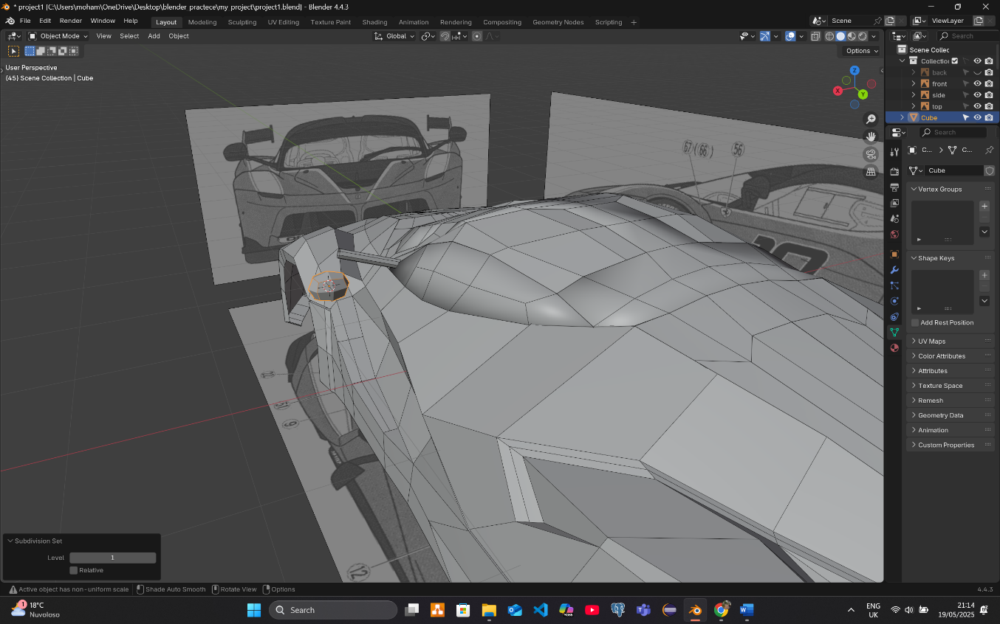 * project1 [C:\Users\moham\OneDrive\Desktop\blender practece\my project\project1.blend] - Blender 4.4.3
File Edit Render Window Help Layout Modeling Sculpting UV Editing Texture Paint Shading Animation Rendering Compositing Geometry Nodes Scripting + Scene ViewLayer
Object Mode View Select Add Object Global Search
Options
User Perspective
(45) Scene Collection | Cube
Scene Collec
Collection
back
front
side
top
Cube
Z
X
Y
67(66)
56
Search
C...
C...
Cube
Vertex Groups
Shape Keys
Add Rest Position
UV Maps
Color Attributes
Attributes
Texture Space
Remesh
Geometry Data
Animation
Custom Properties
9
12
Subdivision Set
Level 1
Relative
Active object has non-uniform scale Shade Auto Smooth Rotate View Options 4.4.3
1
18°C
Nuvoloso
Search
ENG
UK
21:14
19/05/2025